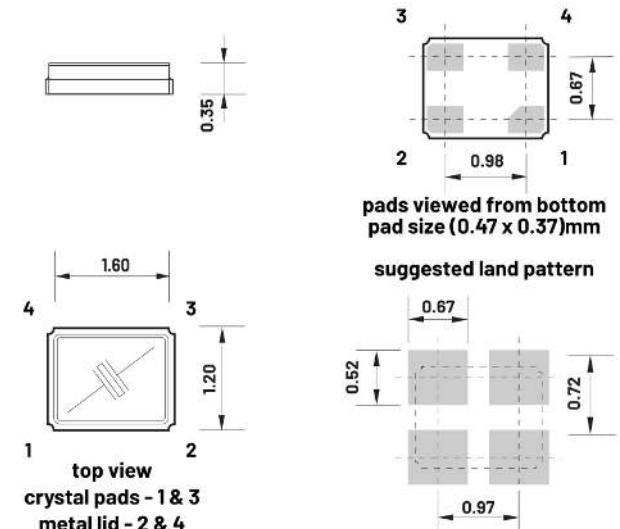 3 4
0.35
0.67
2 0.98 1
pads viewed from bottom
pad size (0.47 x 0.37)mm
1.60
suggested land pattern
4 3
0.67
1.20
0.52
0.72
1 2
top view
crystal pads - 1 & 3
metal lid - 2 & 4
0.97